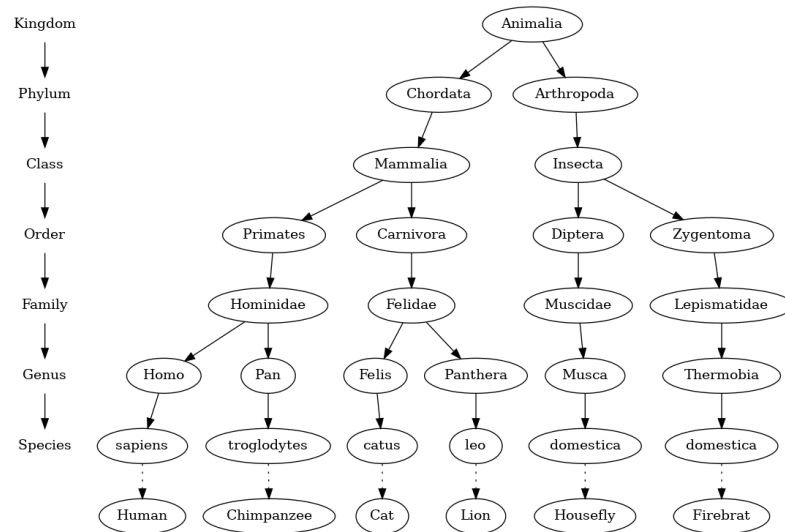 Kingdom Animalia
Phylum Chordata Arthropoda
Class Mammalia Insecta
Order Primates Carnivora Diptera Zygentoma
Family Hominidae Felidae Muscidae Lepismatidae
Genus Homo Pan Felis Panthera Musca Thermobia
Species sapiens troglodytes catus leo domestica domestica
Human Chimpanzee Cat Lion Housefly Firebrat